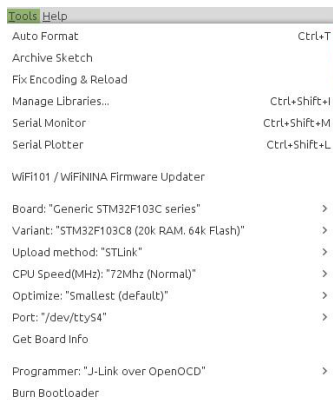 Tools Help
Auto Format Ctrl+T
Archive Sketch
Fix Encoding & Reload
Manage Libraries... Ctrl+Shift+I
Serial Monitor Ctrl+Shift+M
Serial Plotter Ctrl+Shift+L
WiFi101 / WiFiNINA Firmware Updater
Board: "Generic STM32F103C series" >
Variant: "STM32F103C8 (20k RAM. 64k Flash)" >
Upload method: "STLink" >
CPU Speed(MHz): "72Mhz (Normal)" >
Optimize: "Smallest (default)" >
Port: "/dev/ttyS4" >
Get Board Info
Programmer: "J-Link over OpenOCD" >
Burn Bootloader